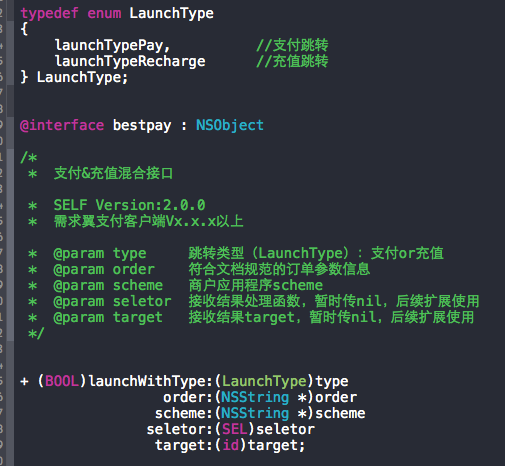 typedef enum LaunchType
{
    launchTypePay,          //支付跳转
    launchTypeRecharge      //充值跳转
} LaunchType;
@interface bestpay : NSObject
/*
 *  支付&充值混合接口
 *  SELF Version:2.0.0
 *  需求翼支付客户端Vx.x.x以上
 *  @param type     跳转类型（LaunchType）：支付or充值
 *  @param order    符合文档规范的订单参数信息
 *  @param scheme   商户应用程序scheme
 *  @param seletor  接收结果处理函数，暂时传nil，后续扩展使用
 *  @param target   接收结果target，暂时传nil，后续扩展使用
 */
+ (BOOL)launchWithType:(LaunchType)type
                 order:(NSString *)order
                scheme:(NSString *)scheme
               seletor:(SEL)seletor
                target:(id)target;